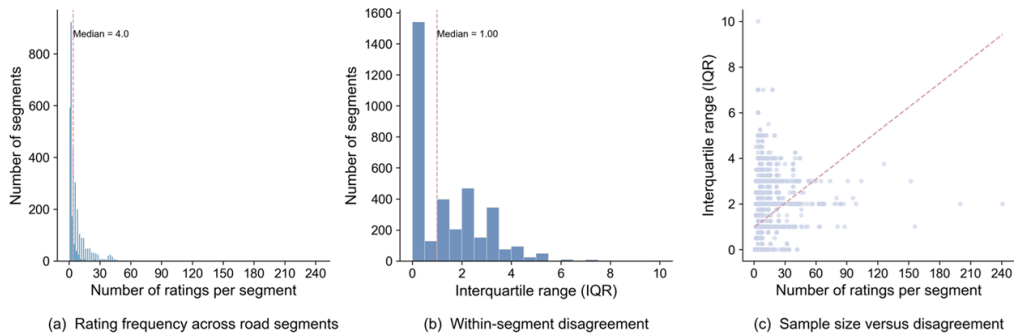 Median = 4.0
Number of segments
800
600
400
200
0
0 30 60 90 120 150 180 210 240
Number of ratings per segment
(a) Rating frequency across road segments
Median = 1.00
Number of segments
1600
1400
1200
1000
800
600
400
200
0
0 2 4 6 8 10
Interquartile range (IQR)
(b) Within-segment disagreement
Interquartile range (IQR)
10
8
6
4
2
0
0 30 60 90 120 150 180 210 240
Number of ratings per segment
(c) Sample size versus disagreement